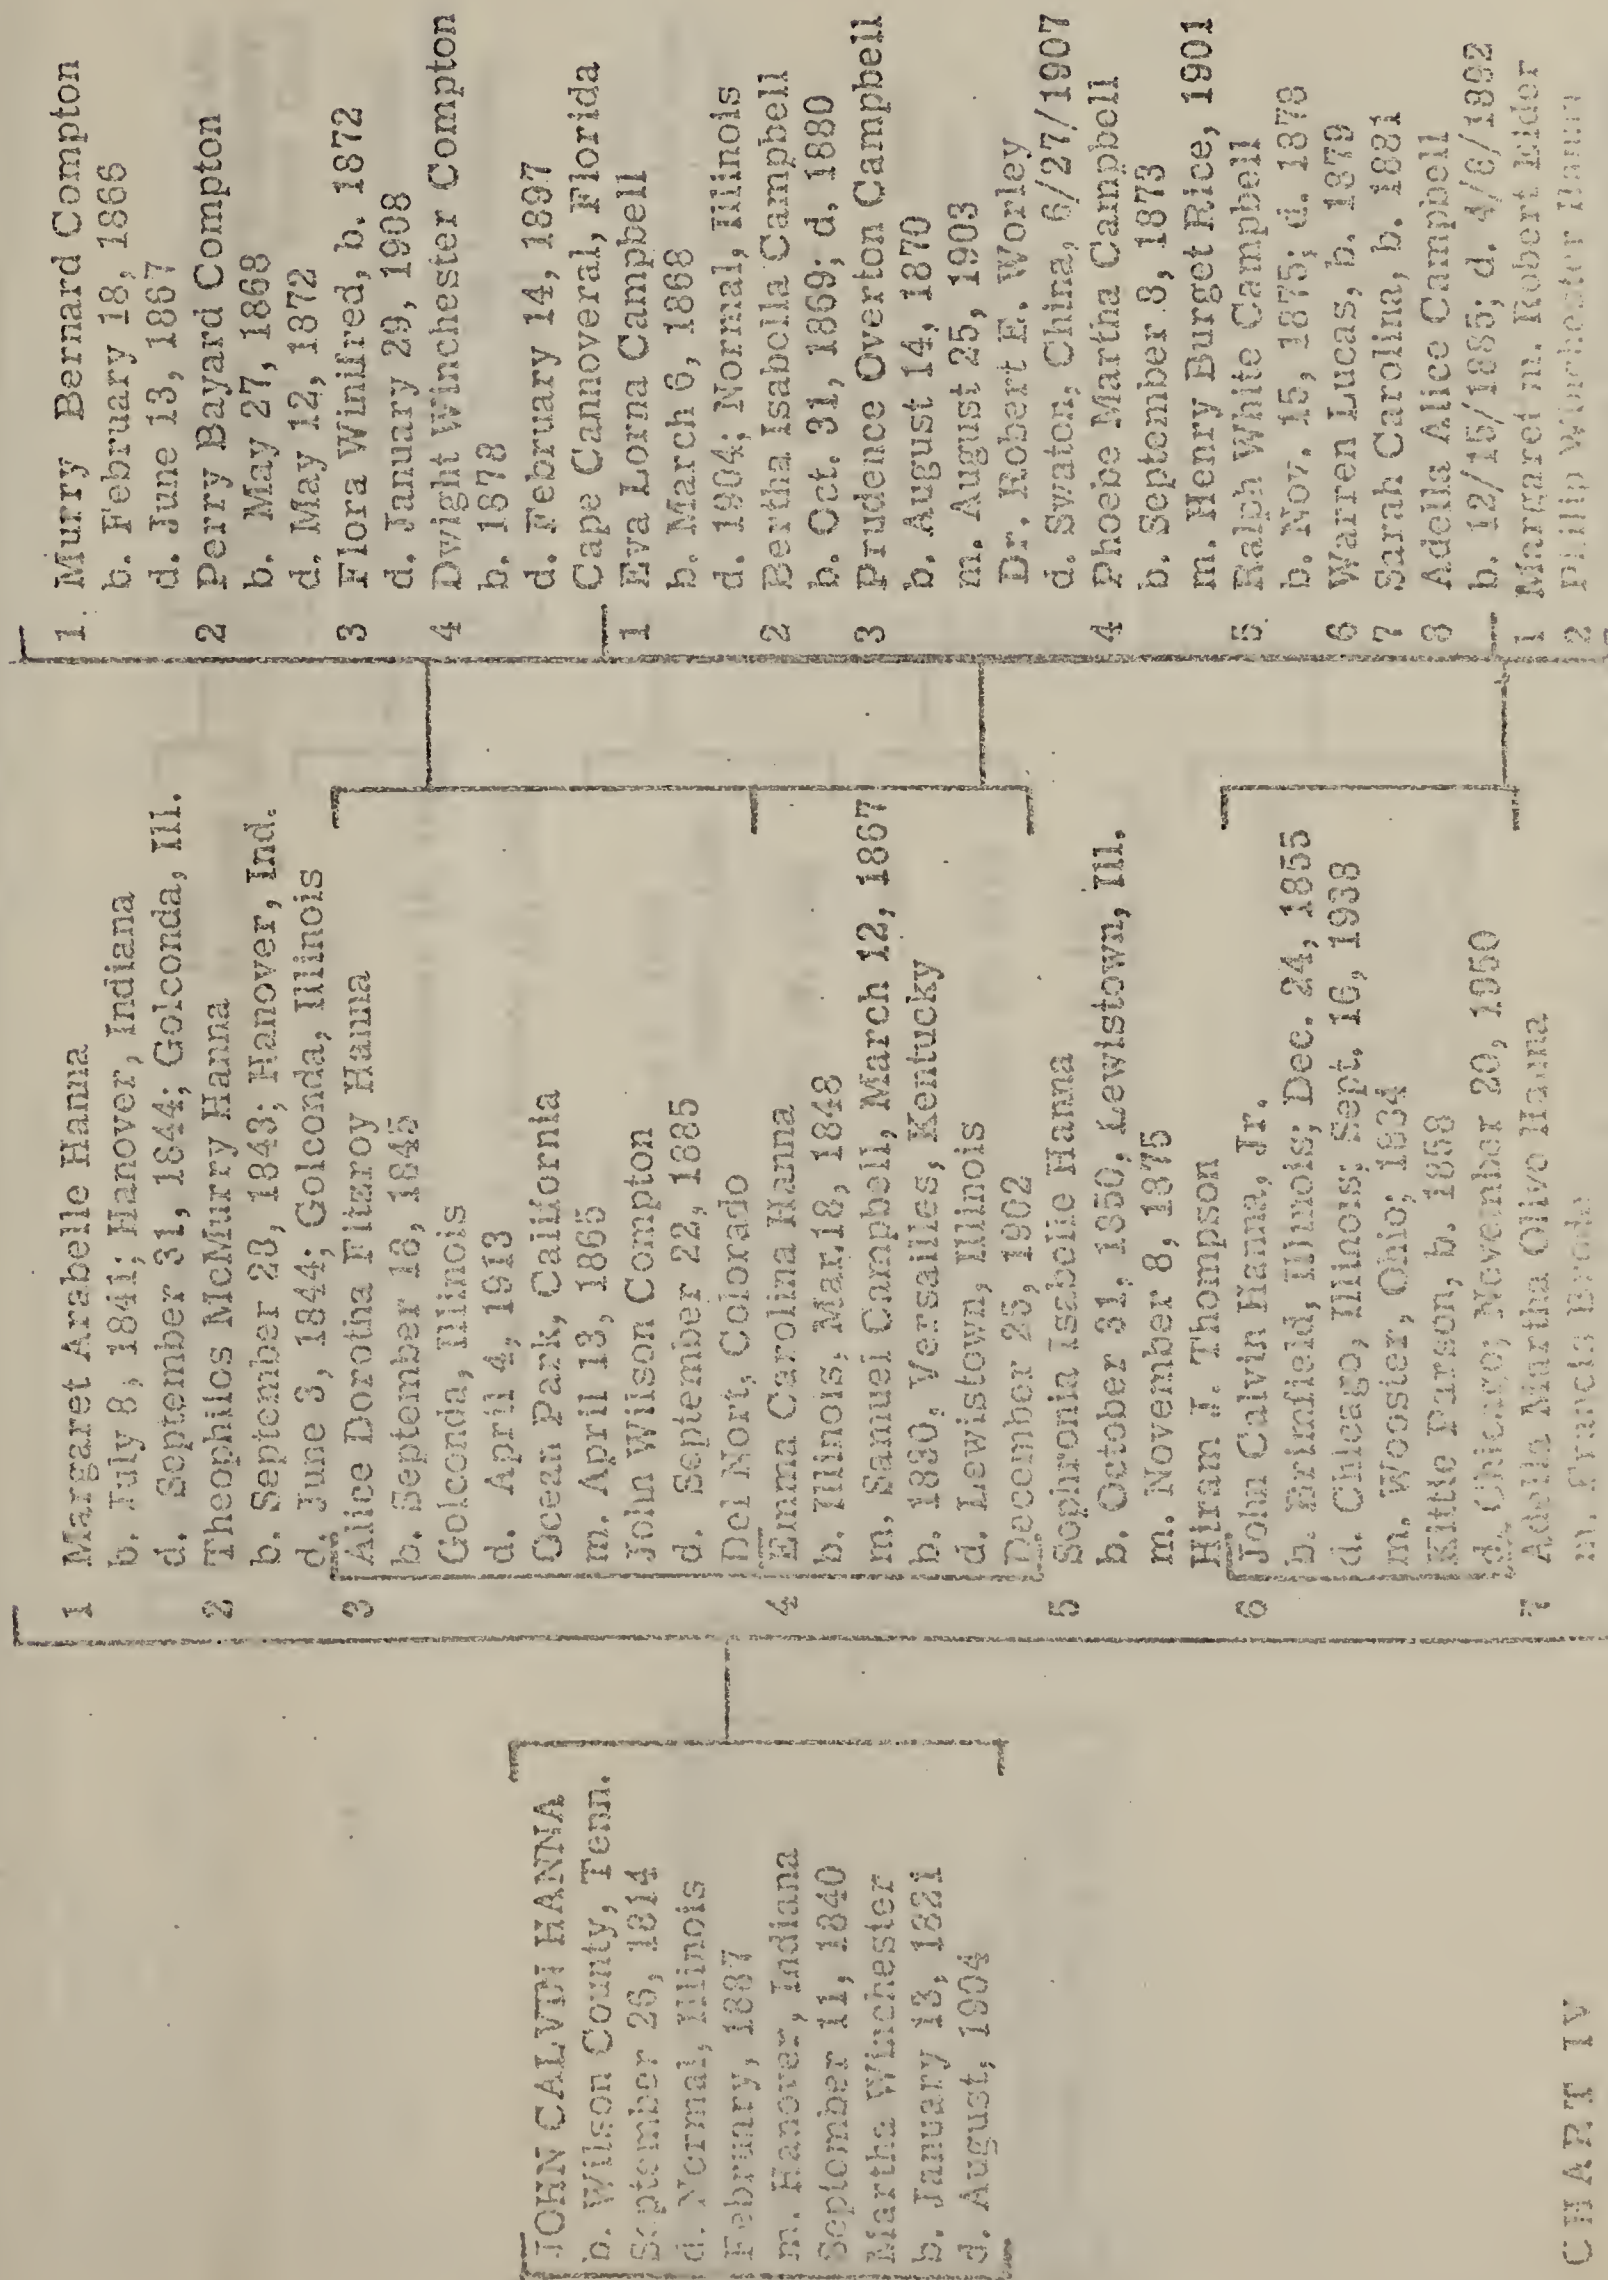 JOHN CALVIN HANNA
b. Wilson County, Tenn.
September 26, 1814
d. Normal, Illinois
February, 1887
m. Hanover, Indiana
September 11, 1840
Martha Winchester
b. January 13, 1821
d. August, 1904
CHART IV
1 Margaret Arabelle Hanna
b. July 8, 1841; Hanover, Indiana
d. September 31, 1844; Golconda, Ill.
2 Theophilos McMurry Hanna
b. September 28, 1843; Hanover, Ind.
d. June 3, 1844; Golconda, Illinois
3 Alice Dorotha Fitzroy Hanna
b. September 18, 1845
Golconda, Illinois
d. April 4, 1913
Ocean Park, California
m. April 13, 1865
John Wilson Compton
d. September 22, 1885
Del Nort, Colorado
4 Emma Carolina Hanna
b. Illinois, Mar. 18, 1848
m. Samuel Campbell, March 12, 1867
b. 1830, Versailles, Kentucky
d. Lewistown, Illinois
December 25, 1902
5 Sophronia Isabelle Hanna
b. October 31, 1850, Lewistown, Ill.
m. November 8, 1875
Hiram J. Thompson
6 John Calvin Hanna, Jr.
b. Brimfield, Illinois; Dec. 24, 1855
d. Chicago, Illinois; Sept. 16, 1938
m. Wooster, Ohio; 1884
Kittie Parson, b. 1858
d. Chicago; November 20, 1950
7 Adella Martha Olive Hanna
m. Francis
1 Murry Bernard Compton
b. February 18, 1866
d. June 13, 1867
2 Perry Bayard Compton
b. May 27, 1868
d. May 12, 1872
3 Flora Winifred, b. 1872
d. January 29, 1908
4 Dwight Winchester Compton
b. 1878
d. February 14, 1897
Cape Cannoveral, Florida
1 Eva Lorna Campbell
b. March 6, 1868
d. 1904; Normal, Illinois
2 Bertha Isabella Campbell
b. Oct. 31, 1869; d. 1880
3 Prudence Overton Campbell
b. August 14, 1870
m. August 25, 1903
Dr. Robert E. Worley
d. Swaton, China, 6/27/1907
4 Phoebe Martha Campbell
b. September 8, 1873
m. Henry Burget Rice, 1901
5 Ralph White Campbell
b. Nov. 15, 1875; d. 1878
6 Warren Lucas, b. 1879
7 Sarah Carolina, b. 1881
8 Adella Alice Campbell
b. 12/15/1885; d. 4/8/1892
1 Margaret m. Robert Elder
2 Philip Winchester Hanna